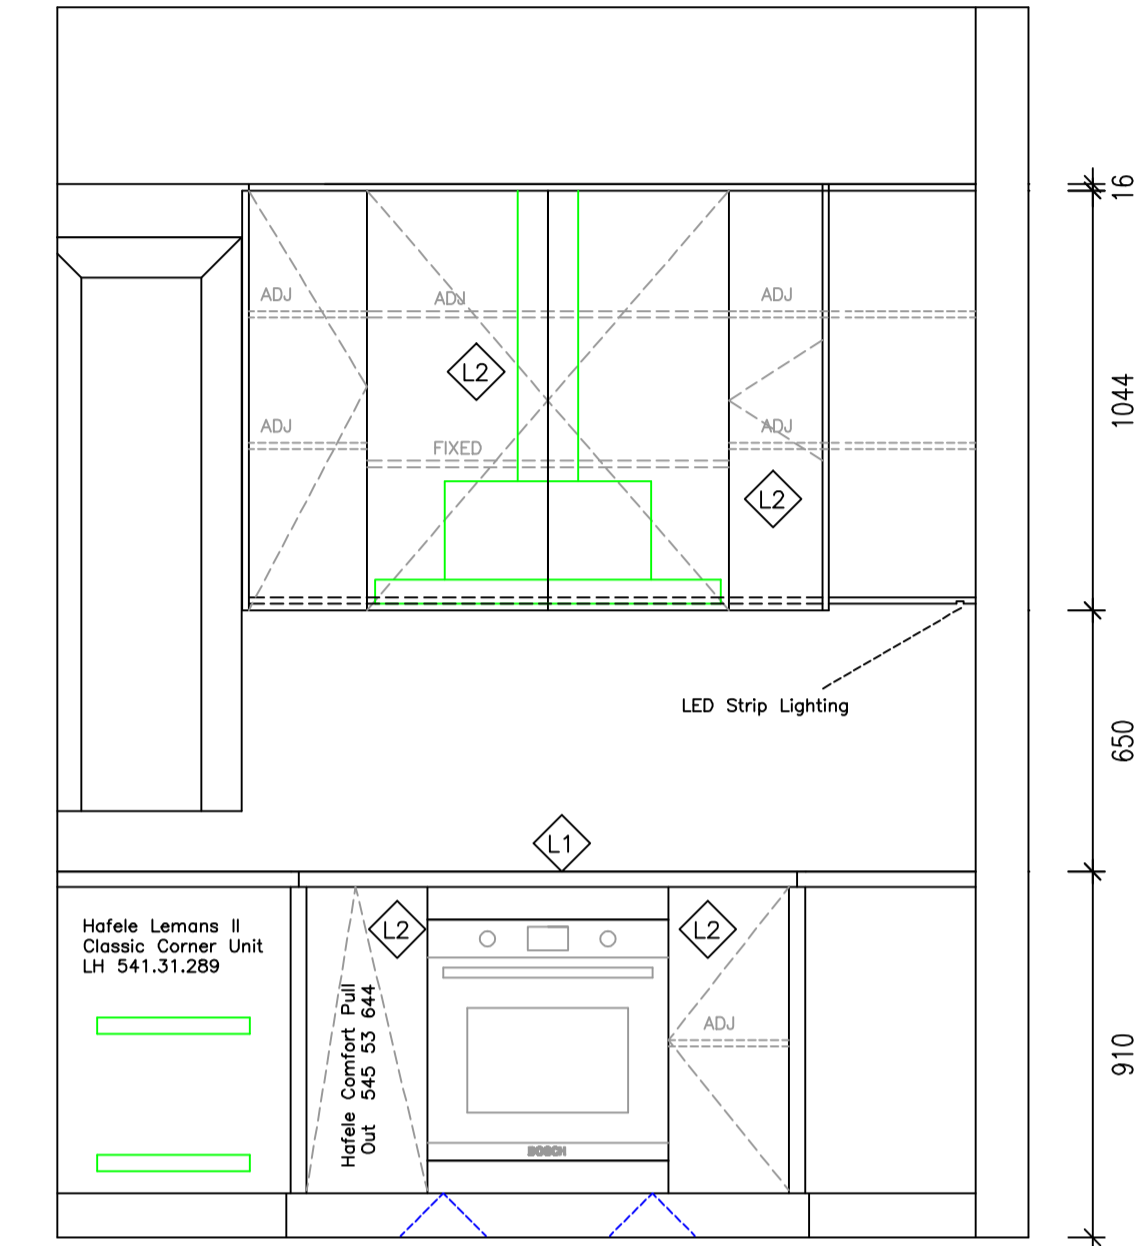 16
ADJ
ADJ
ADJ
L2
1044
ADJ
FIXED
ADJ
L2
LED Strip Lighting
650
L1
Hafele Lemans II
Classic Corner Unit
LH 541.31.289
L2
L2
Hafele Comfort Pull
Out 545 53 644
ADJ
910
BOSCH